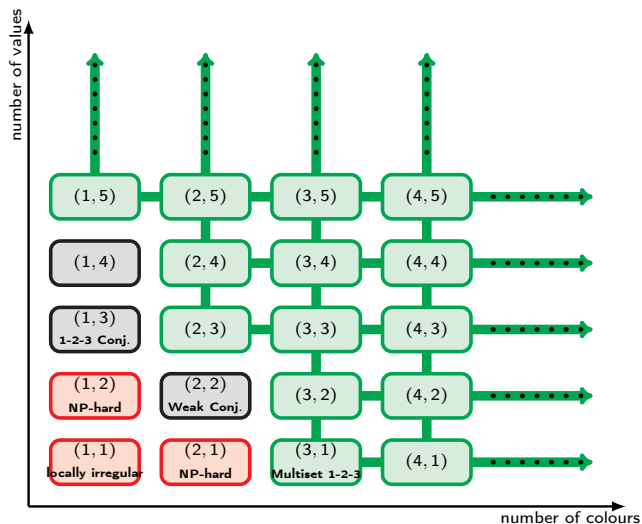 number of values
(1, 5)
(2, 5)
(3, 5)
(4, 5)
(1, 4)
(2, 4)
(3, 4)
(4, 4)
(1, 3)
1-2-3 Conj.
(2, 3)
(3, 3)
(4, 3)
(1, 2)
NP-hard
(2, 2)
Weak Conj.
(3, 2)
(4, 2)
(1, 1)
locally irregular
(2, 1)
NP-hard
(3, 1)
Multiset 1-2-3
(4, 1)
number of colours